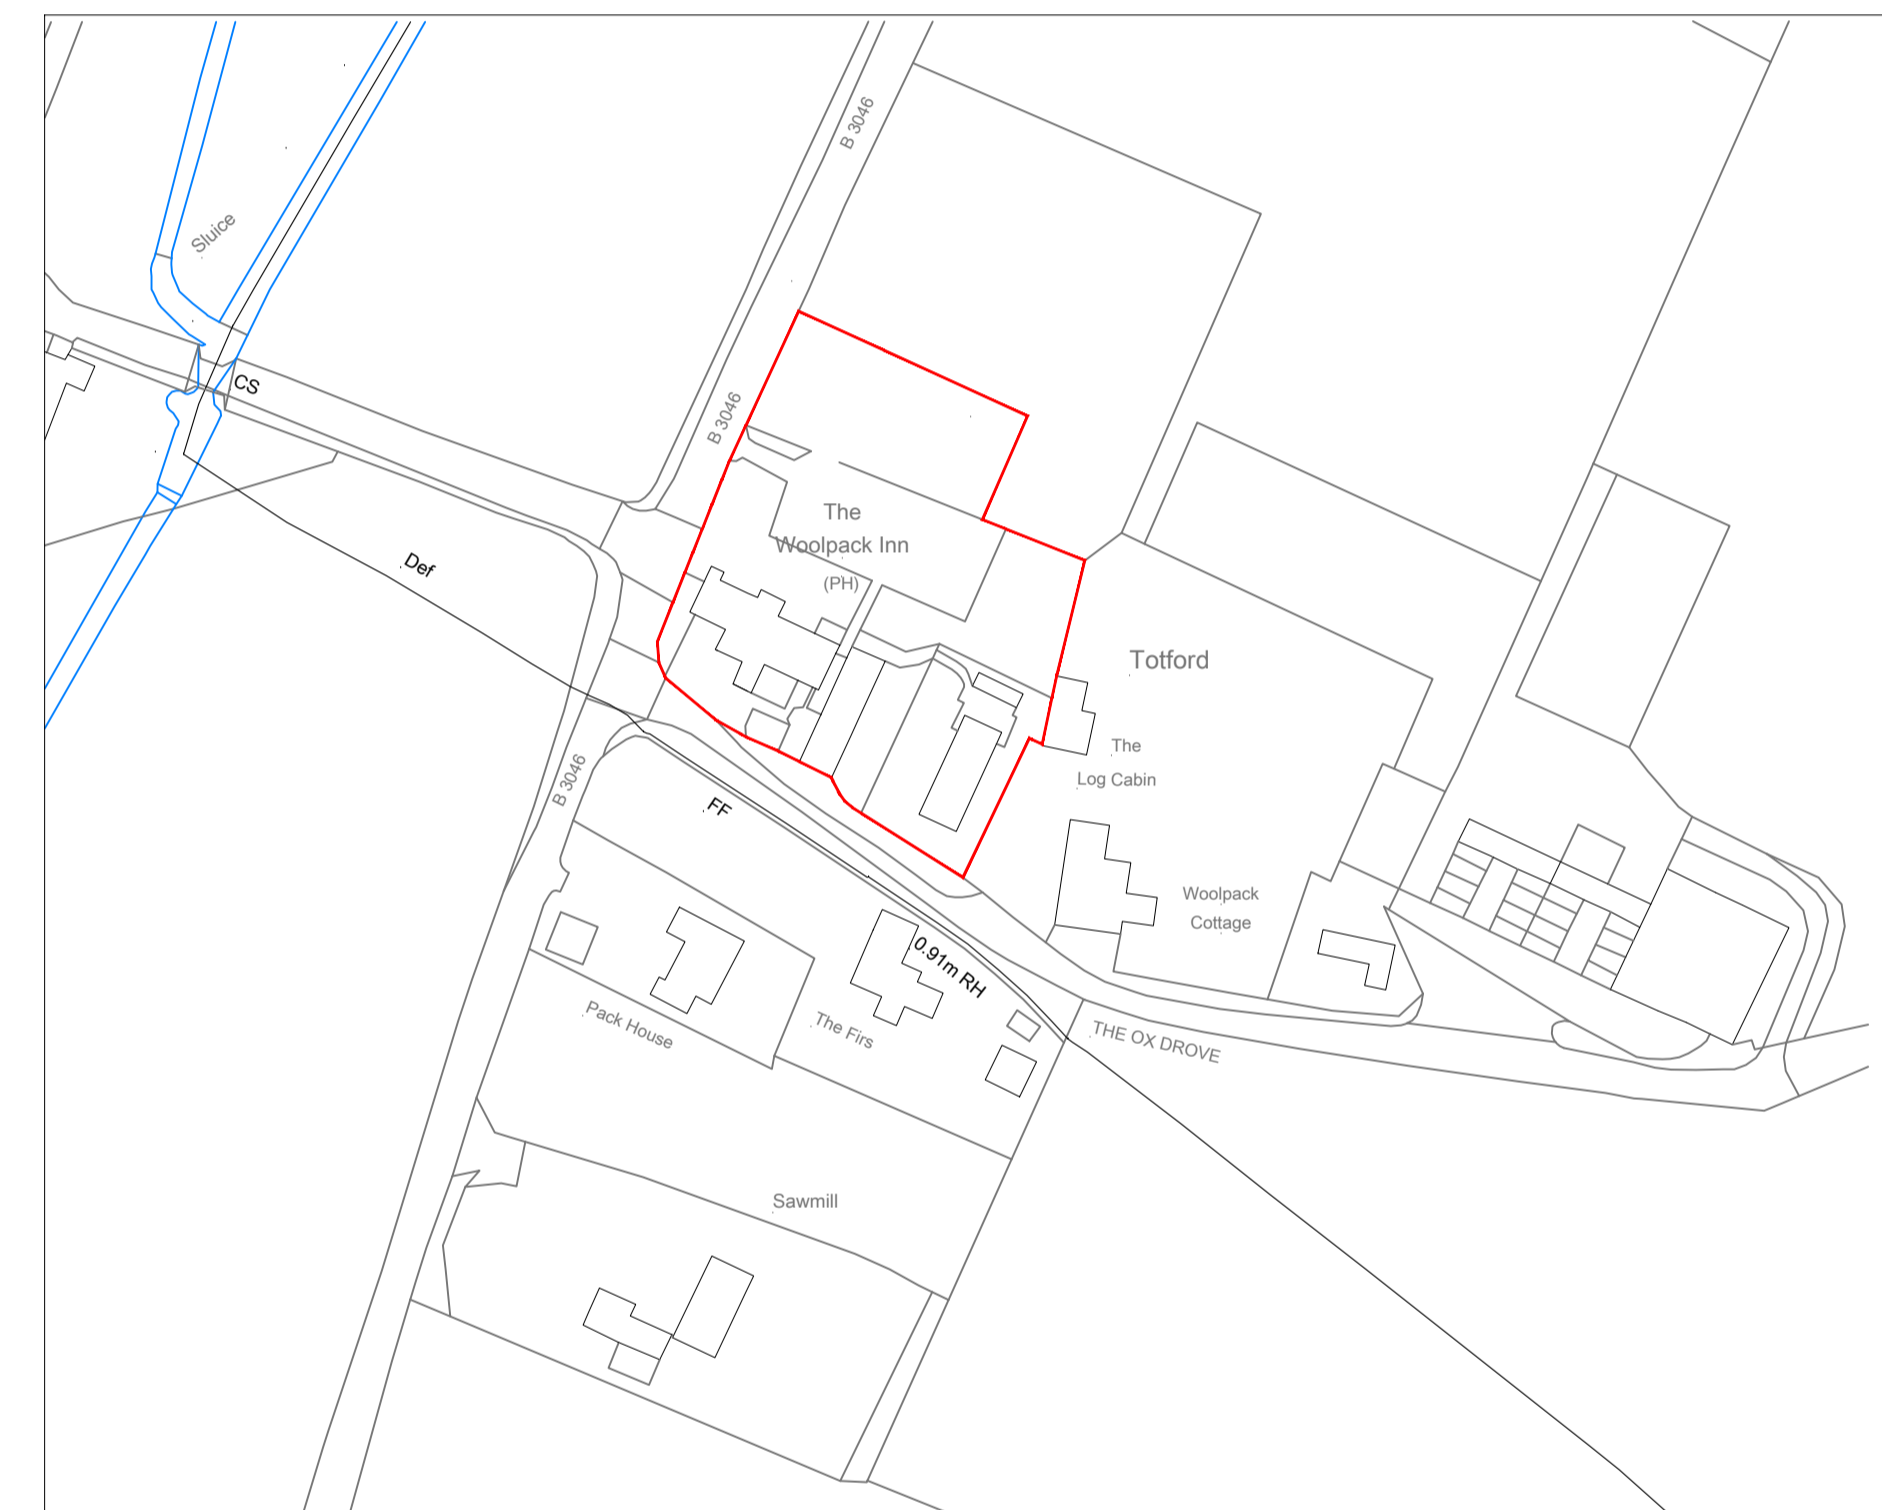 B 3046
Sluice
CS
B 3046
The
Woolpack Inn
(PH)
Def
Totford
The
Log Cabin
B 3046
FF
Woolpack
Cottage
0.91m RH
Pack House
The Firs
THE OX DROVE
Sawmill